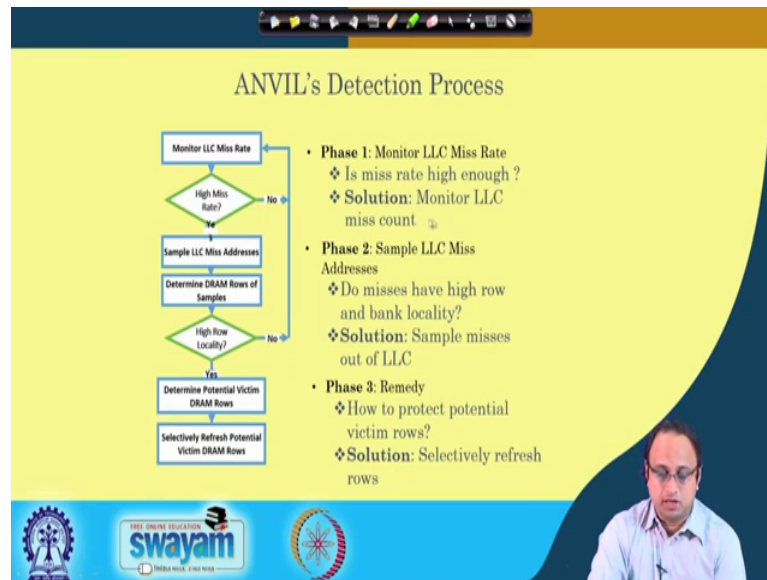 ANVIL's Detection Process
Monitor LLC Miss Rate
High Miss
Rate?
No
Ye
s
Sample LLC Miss Addresses
Determine DRAM Rows of
Samples
High Row
Locality?
No
Yes
Determine Potential Victim
DRAM Rows
Selectively Refresh Potential
Victim DRAM Rows
• Phase 1: Monitor LLC Miss Rate
❖ Is miss rate high enough ?
❖ Solution: Monitor LLC
miss count
• Phase 2: Sample LLC Miss
Addresses
❖ Do misses have high row
and bank locality?
❖ Solution: Sample misses
out of LLC
• Phase 3: Remedy
❖ How to protect potential
victim rows?
❖ Solution: Selectively refresh
rows
FREE ONLINE EDUCATION
swayam